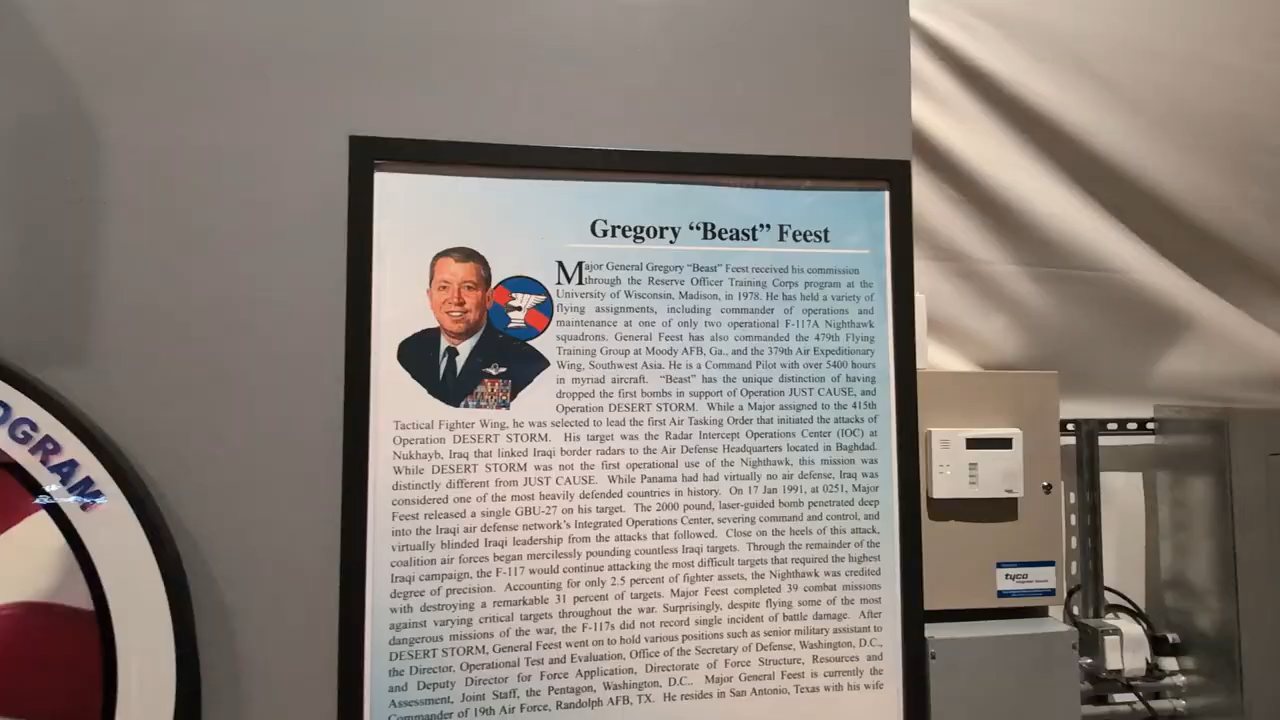 Gregory “Beast” Feest
Major General Gregory “Beast” Feest received his commission
through the Reserve Officer Training Corps program at the
University of Wisconsin, Madison, in 1978. He has held a variety of
flying assignments, including commander of operations and
maintenance at one of only two operational F-117A Nighthawk
squadrons. General Feest has also commanded the 479th Flying
Training Group at Moody AFB, Ga., and the 379th Air Expeditionary
Wing, Southwest Asia. He is a Command Pilot with over 5400 hours
in myriad aircraft. “Beast” has the unique distinction of having
dropped the first bombs in support of Operation JUST CAUSE, and
Operation DESERT STORM. While a Major assigned to the 415th
Tactical Fighter Wing, he was selected to lead the first Air Tasking Order that initiated the attacks of
Operation DESERT STORM. His target was the Radar Intercept Operations Center (IOC) at
Nukhayb, Iraq that linked Iraqi border radars to the Air Defense Headquarters located in Baghdad.
While DESERT STORM was not the first operational use of the Nighthawk, this mission was
distinctly different from JUST CAUSE. While Panama had had virtually no air defense, Iraq was
considered one of the most heavily defended countries in history. On 17 Jan 1991, at 0251, Major
Feest released a single GBU-27 on his target. The 2000 pound, laser-guided bomb penetrated deep
into the Iraqi air defense network’s Integrated Operations Center, severing command and control, and
virtually blinded Iraqi leadership from the attacks that followed. Close on the heels of this attack,
coalition air forces began mercilessly pounding countless Iraqi targets. Through the remainder of the
Iraqi campaign, the F-117 would continue attacking the most difficult targets that required the highest
degree of precision. Accounting for only 2.5 percent of fighter assets, the Nighthawk was credited
with destroying a remarkable 31 percent of targets. Major Feest completed 39 combat missions
against varying critical targets throughout the war. Surprisingly, despite flying some of the most
dangerous missions of the war, the F-117s did not record single incident of battle damage. After
DESERT STORM, General Feest went on to hold various positions such as senior military assistant to
the Director, Operational Test and Evaluation, Office of the Secretary of Defense, Washington, D.C.,
and Deputy Director for Force Application, Directorate of Force Structure, Resources and
Assessment, Joint Staff, the Pentagon, Washington, D.C.. Major General Feest is currently the
Commander of 19th Air Force, Randolph AFB, TX. He resides in San Antonio, Texas with his wife
OGRAM
tyco